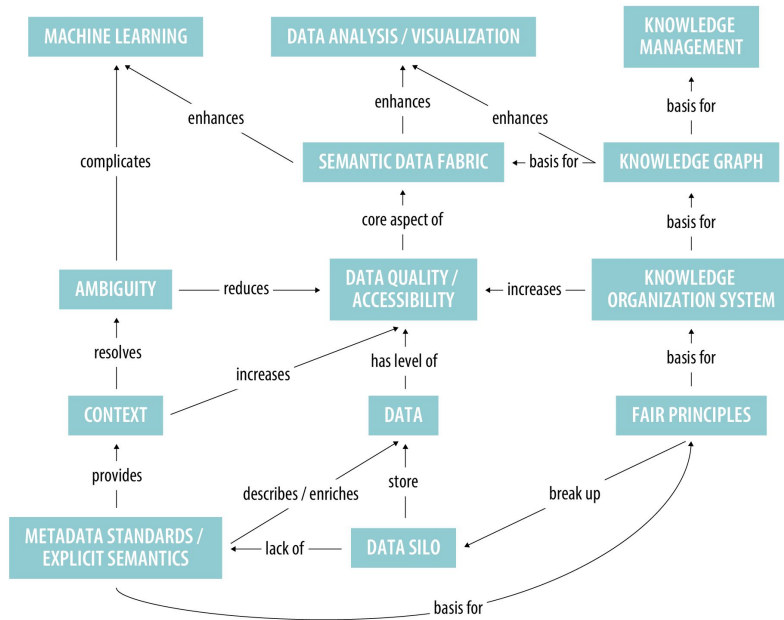 MACHINE LEARNING
DATA ANALYSIS / VISUALIZATION
KNOWLEDGE
MANAGEMENT
enhances
enhances
enhances
basis for
complicates
SEMANTIC DATA FABRIC
basis for
KNOWLEDGE GRAPH
core aspect of
basis for
AMBIGUITY
reduces
DATA QUALITY /
ACCESSIBILITY
increases
KNOWLEDGE
ORGANIZATION SYSTEM
resolves
increases
has level of
basis for
CONTEXT
DATA
FAIR PRINCIPLES
provides
describes / enriches
store
break up
METADATA STANDARDS /
EXPLICIT SEMANTICS
lack of
DATA SILO
basis for